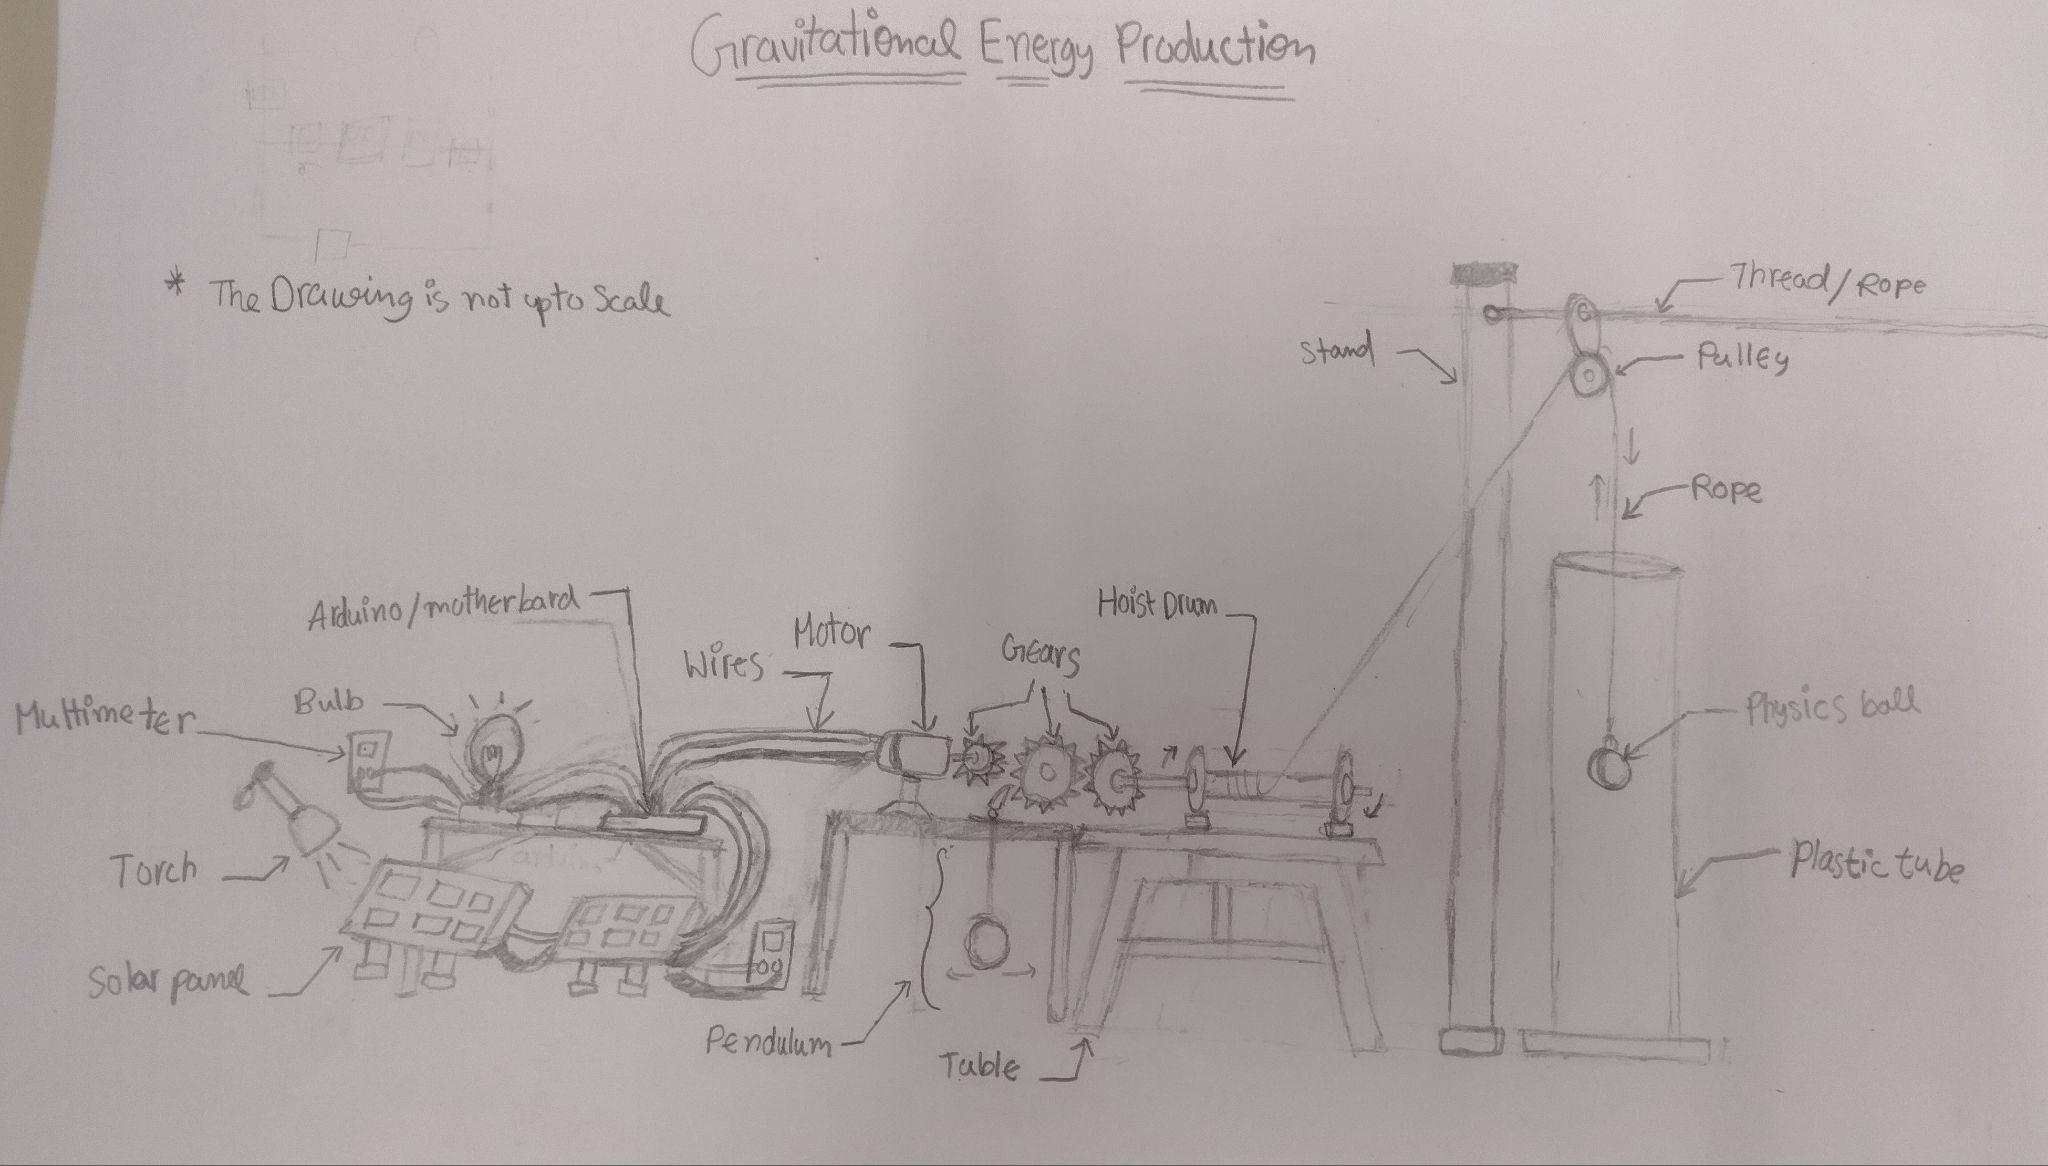 Gravitational Energy Production
* The Drawing is not upto Scale
Thread/Rope
Stand
Pulley
Rope
Arduino/motherbard
Hoist Drum
Motor
Gears
Wires
Bulb
Multimeter
Physics ball
Torch
Plastic tube
Solar panel
Pendulum
Table